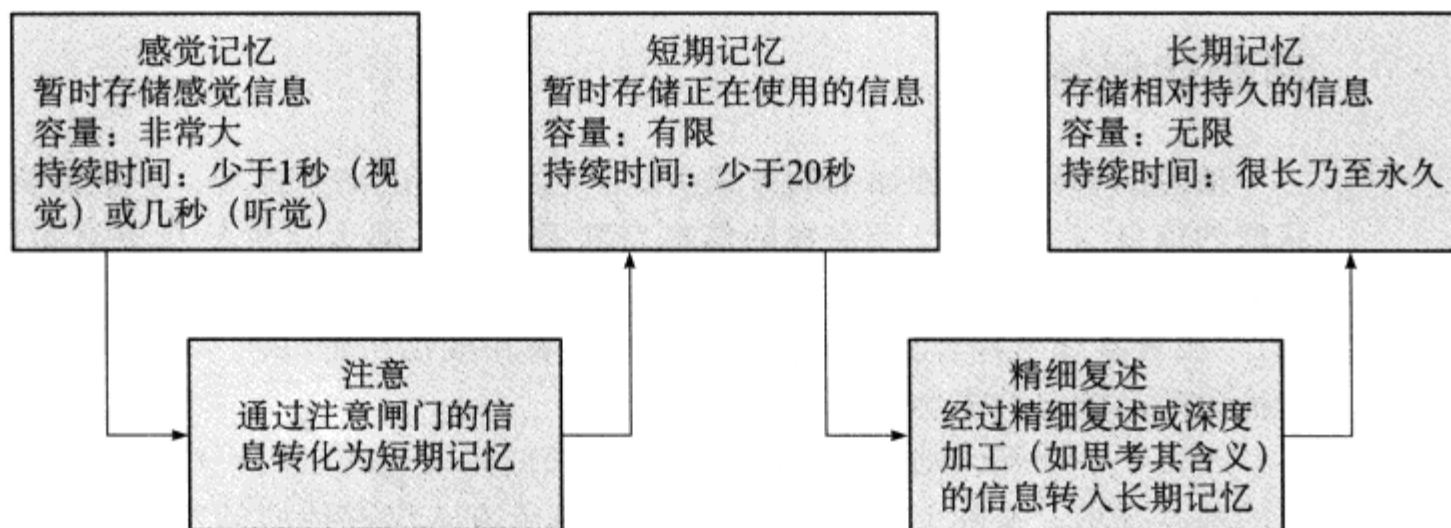 感觉记忆
暂时存储感觉信息
容量：非常大
持续时间：少于1秒（视
觉）或几秒（听觉）
短期记忆
暂时存储正在使用的信息
容量：有限
持续时间：少于20秒
长期记忆
存储相对持久的信息
容量：无限
持续时间：很长乃至永久
注意
通过注意闸门的信
息转化为短期记忆
精细复述
经过精细复述或深度
加工（如思考其含义）
的信息转入长期记忆